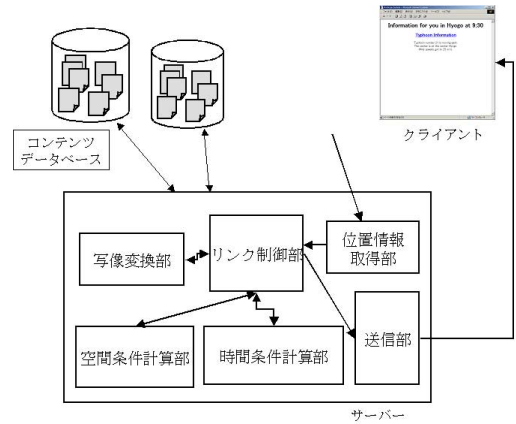 Information for you in Hyogo at 9:30
Typhoon Information
クライアント
コンテンツ
データベース
写像変換部
リンク制御部
位置情報
取得部
空間条件計算部
時間条件計算部
送信部
サーバー